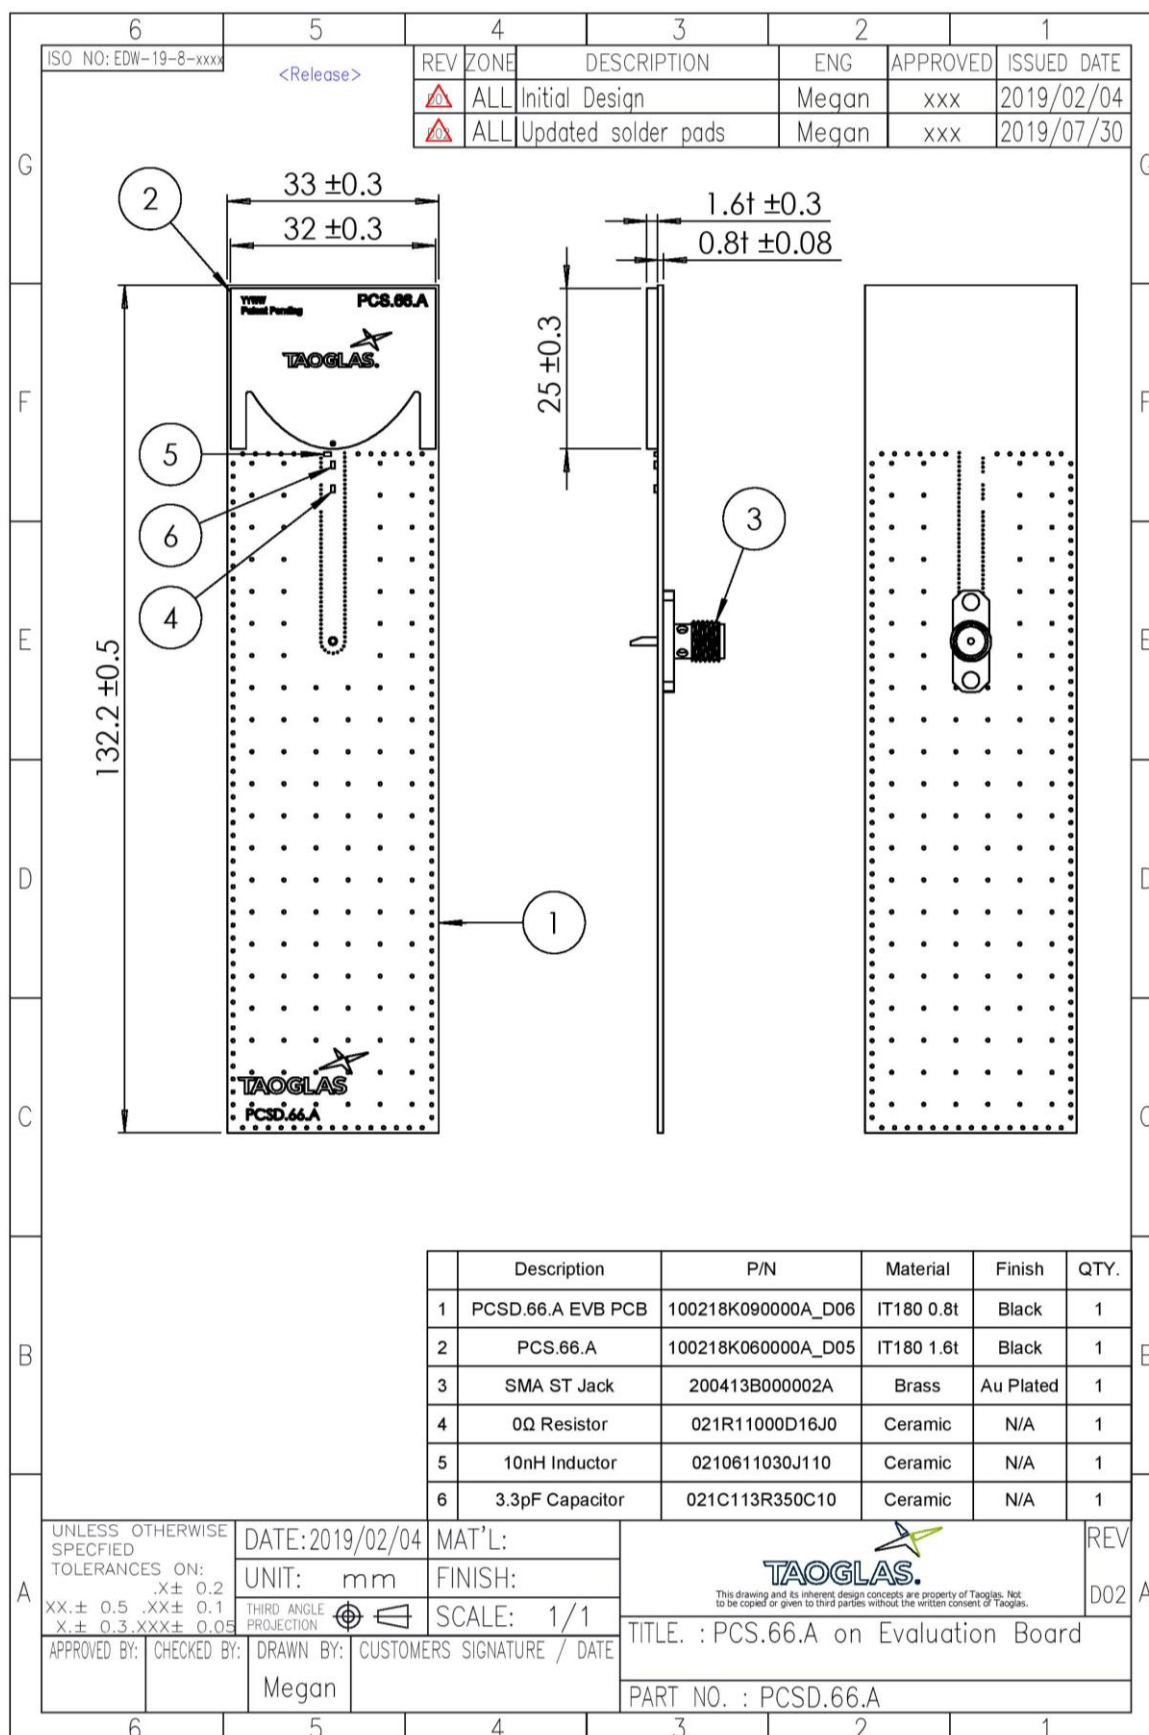 6 5 4 3 2 1
ISO NO: EDW-19-8-xxxx
<Release>
REV ZONE DESCRIPTION ENG APPROVED ISSUED DATE
D01 ALL Initial Design Megan xxx 2019/02/04
D02 ALL Updated solder pads Megan xxx 2019/07/30
G
33 ±0.3
32 ±0.3
1.6t ±0.3
0.8t ±0.08
2
YYWW
Patent Pending
PCS.66.A
TAOGLAS.
25 ±0.3
F F
5
6
4
3
E E
132.2 ±0.5
D D
1
TAOGLAS
PCSD.66.A
C C
Description P/N Material Finish QTY.
1 PCSD.66.A EVB PCB 100218K090000A_D06 IT180 0.8t Black 1
2 PCS.66.A 100218K060000A_D05 IT180 1.6t Black 1
3 SMA ST Jack 200413B000002A Brass Au Plated 1
4 0Ω Resistor 021R11000D16J0 Ceramic N/A 1
5 10nH Inductor 0210611030J110 Ceramic N/A 1
6 3.3pF Capacitor 021C113R350C10 Ceramic N/A 1
B B
UNLESS OTHERWISE
SPECFIED
TOLERANCES ON:
.X± 0.2
XX.± 0.5 .XX± 0.1
X.± 0.3.XXX± 0.05
DATE:2019/02/04
UNIT: mm
THIRD ANGLE
PROJECTION
MAT'L:
FINISH:
SCALE: 1/1
TAOGLAS.
This drawing and its inherent design concepts are property of Taoglas. Not
to be copied or given to third parties without the written consent of Taoglas.
REV
D02
A A
APPROVED BY: CHECKED BY: DRAWN BY: CUSTOMERS SIGNATURE / DATE
Megan
TITLE. : PCS.66.A on Evaluation Board
PART NO. : PCSD.66.A
6 5 4 3 2 1